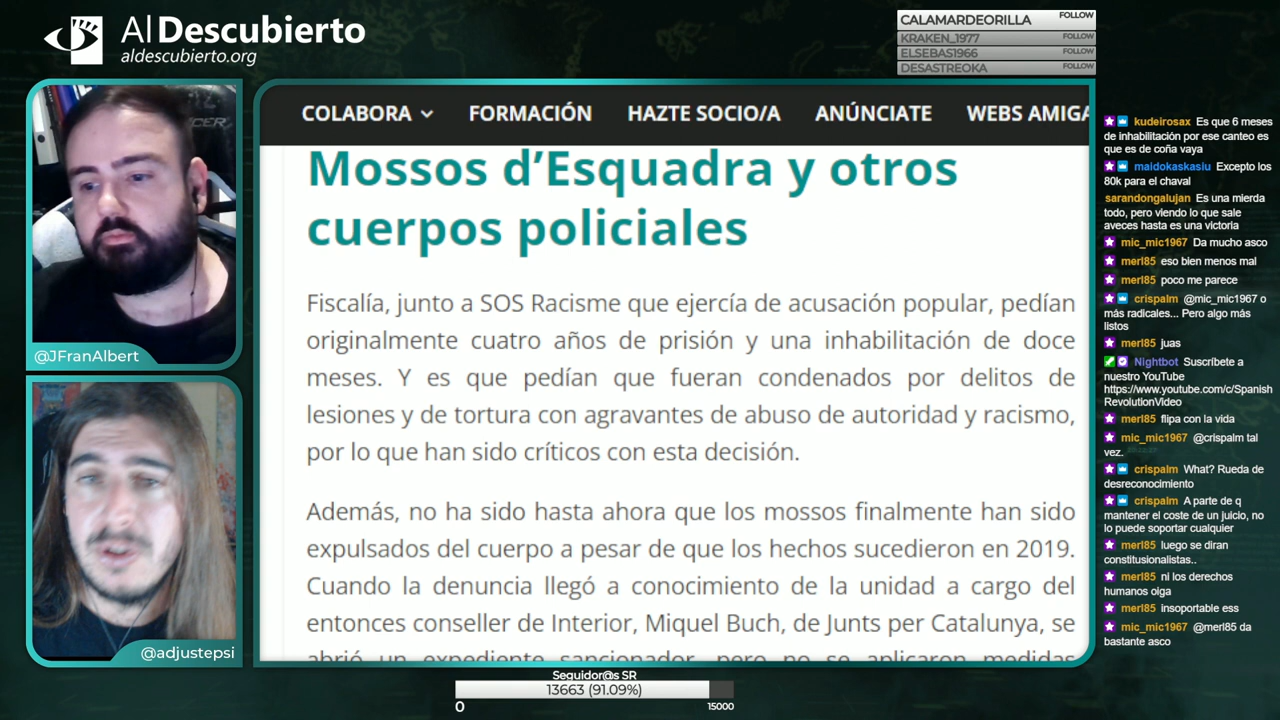 Al Descubierto
aldescubierto.org
CALAMARDEORILLA FOLLOW
KRAKEN_1977 FOLLOW
ELSEBAS1966 FOLLOW
DESASTREOKA FOLLOW
@JFranAlbert
@adjustepsi
COLABORA FORMACIÓN HAZTE SOCIO/A ANÚNCIATE WEBS AMIGA
Mossos d’Esquadra y otros
cuerpos policiales
Fiscalía, junto a SOS Racisme que ejercía de acusación popular, pedían
originalmente cuatro años de prisión y una inhabilitación de doce
meses. Y es que pedían que fueran condenados por delitos de
lesiones y de tortura con agravantes de abuso de autoridad y racismo,
por lo que han sido críticos con esta decisión.
Además, no ha sido hasta ahora que los mossos finalmente han sido
expulsados del cuerpo a pesar de que los hechos sucedieron en 2019.
Cuando la denuncia llegó a conocimiento de la unidad a cargo del
entonces conseller de Interior, Miquel Buch, de Junts per Catalunya, se
abrió un expediente sancionador, pero no se aplicaron medidas
kudeirosax Es que 6 meses
de inhabilitación por ese canteo es
que es de coña vaya
maldokaskasiu Excepto los
80k para el chaval
sarandongalujan Es una mierda
todo, pero viendo lo que sale
aveces hasta es una victoria
mic_mic1967 Da mucho asco
merl85 eso bien menos mal
merl85 poco me parece
crispalm @mic_mic1967 o
más radicales... Pero algo más
listos
merl85 juas
Nightbot Suscríbete a
nuestro YouTube
https://www.youtube.com/c/Spanish
RevolutionVideo
merl85 flipa con la vida
mic_mic1967 @crispalm tal
vez.
crispalm What? Rueda de
desreconocimiento
crispalm A parte de q
mantener el coste de un juicio, no
lo puede soportar cualquier
merl85 luego se diran
constitusionalistas..
merl85 ni los derechos
humanos olga
merl85 insoportable ess
mic_mic1967 @merl85 da
bastante asco
Seguidor@s SR
13663 (91.09%)
0 15000